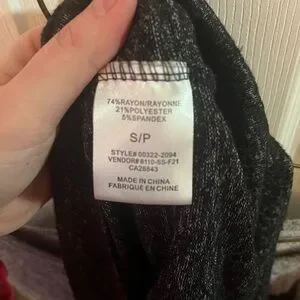 74%RAYON/RAYONNE
21%POLYESTER
5%SPANDEX
S/P
STYLE# 00322-2094
VENDOR# 8110-SS-F21
CA28843
MADE IN CHINA
FABRIQUÉ EN CHINE